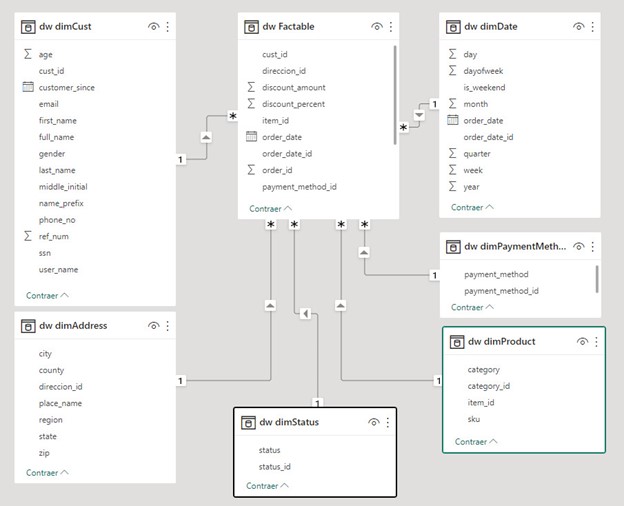 dw dimCust
age
cust_id
customer_since
email
first_name
full_name
gender
last_name
middle_initial
name_prefix
phone_no
ref_num
ssn
user_name
Contraer
dw Factable
cust_id
direccion_id
discount_amount
discount_percent
item_id
order_date
order_date_id
order_id
payment_method_id
Contraer
dw dimDate
day
dayofweek
is_weekend
month
order_date
order_date_id
quarter
week
year
Contraer
1
*
*
1
*
*
*
*
dw dimPaymentMeth...
payment_method
payment_method_id
Contraer
1
dw dimAddress
city
county
direccion_id
place_name
region
state
zip
Contraer
1
dw dimProduct
category
category_id
item_id
sku
Contraer
1
1
dw dimStatus
status
status_id
Contraer